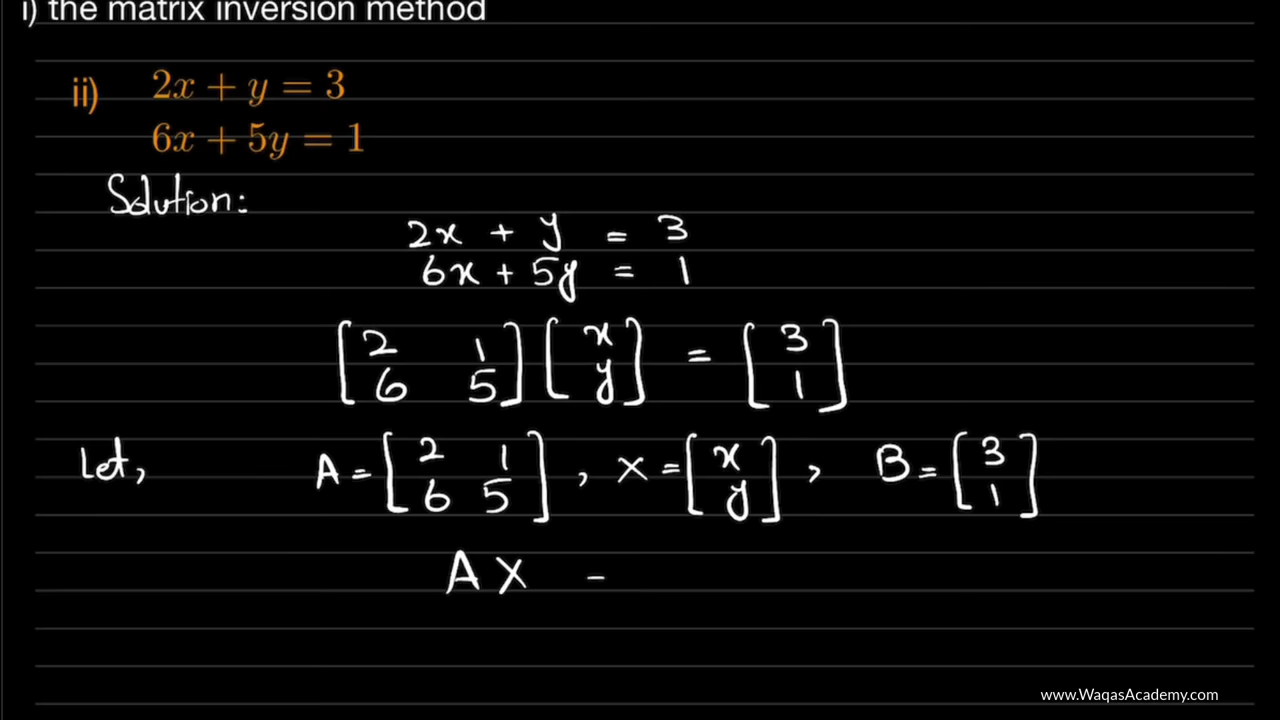 i) the matrix inversion method
ii) 2x + y = 3
6x + 5y = 1
Solution:
2x + y = 3
6x + 5y = 1
[2 1] [x] = [3]
[6 5] [y] [1]
Let, A = [2 1], X = [x], B = [3]
[6 5] [y] [1]
A X -
www.WaqasAcademy.com